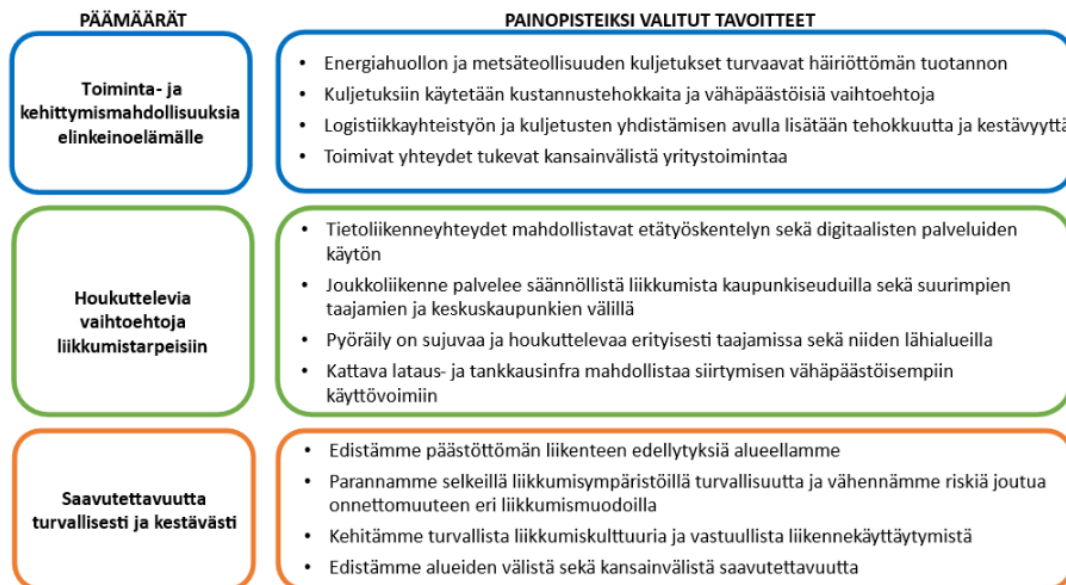 PÄÄMÄÄRÄT
PAINOPISTEIKSI VALITUT TAVOITTEET
Toiminta- ja
kehittymismahdollisuuksia
elinkeinoelämälle
• Energiahuollon ja metsäteollisuuden kuljetukset turvaavat häiriöttömän tuotannon
• Kuljetuksiin käytetään kustannustehokkaita ja vähäpäästöisiä vaihtoehtoja
• Logistiikkayhteistyön ja kuljetusten yhdistämisen avulla lisätään tehokkuutta ja kestävyyttä
• Toimivat yhteydet tukevat kansainvälistä yritystoimintaa
Houkuttelevia
vaihtoehtoja
liikkumistarpeisiin
• Tietoliikenneyhteydet mahdollistavat etätyöskentelyn sekä digitaalisten palveluiden
käytön
• Joukkoliikenne palvelee säännöllistä liikkumista kaupunkiseuduilla sekä suurimpien
taajamien ja keskuskaupunkien välillä
• Pyöräily on sujuvaa ja houkuttelevaa erityisesti taajamissa sekä niiden lähialueilla
• Kattava lataus- ja tankkausinfra mahdollistaa siirtymisen vähäpäästöisempiin
käyttövoimiin
Saavutettavuutta
turvallisesti ja kestävästi
• Edistämme päästöttömän liikenteen edellytyksiä alueellamme
• Parannamme selkeillä liikkumisympäristöillä turvallisuutta ja vähennämme riskiä joutua
onnettomuuteen eri liikkumismuodoilla
• Kehitämme turvallista liikkumiskulttuuria ja vastuullista liikennekäyttäytymistä
• Edistämme alueiden välistä sekä kansainvälistä saavutettavuutta